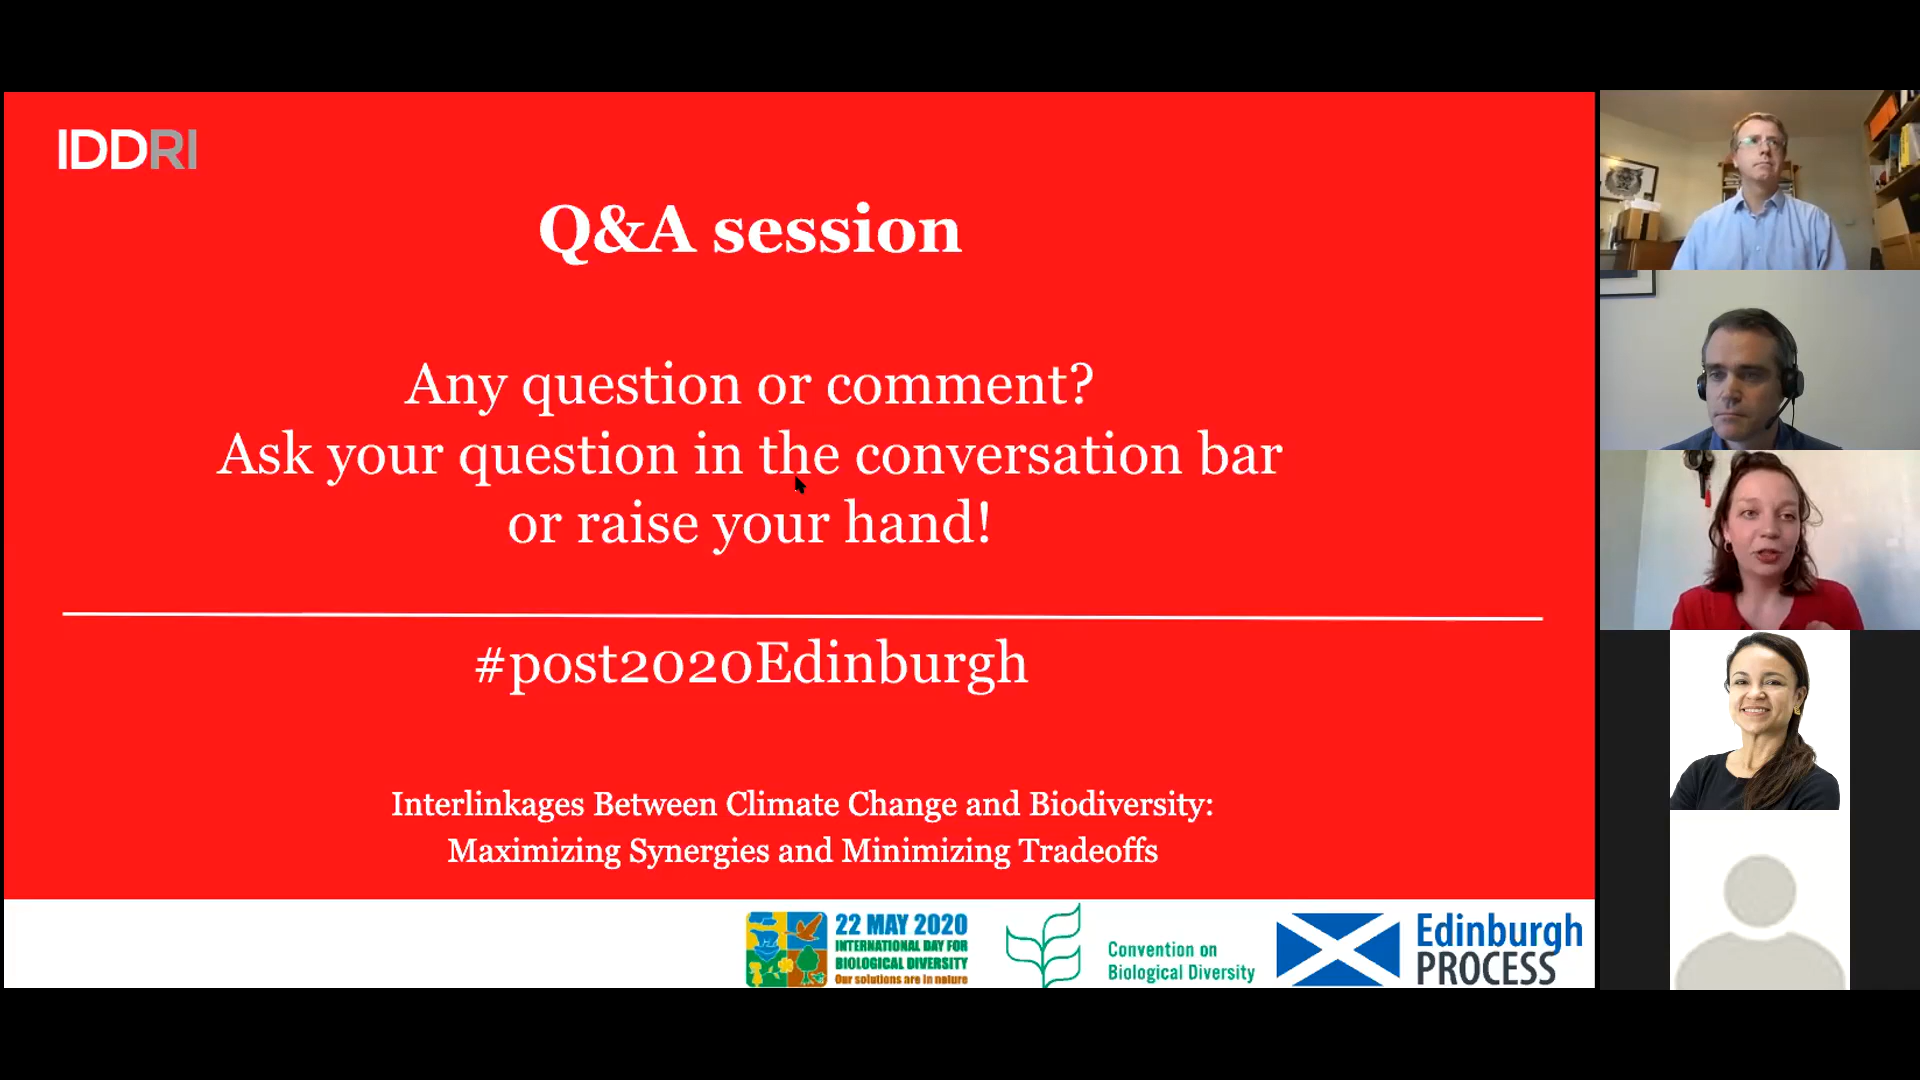 IDDRI
Q&A session
Any question or comment?
Ask your question in the conversation bar
or raise your hand!
#post2020Edinburgh
Interlinkages Between Climate Change and Biodiversity:
Maximizing Synergies and Minimizing Tradeoffs
22 MAY 2020
INTERNATIONAL DAY FOR
BIOLOGICAL DIVERSITY
Our solutions are in nature
Convention on
Biological Diversity
Edinburgh
PROCESS